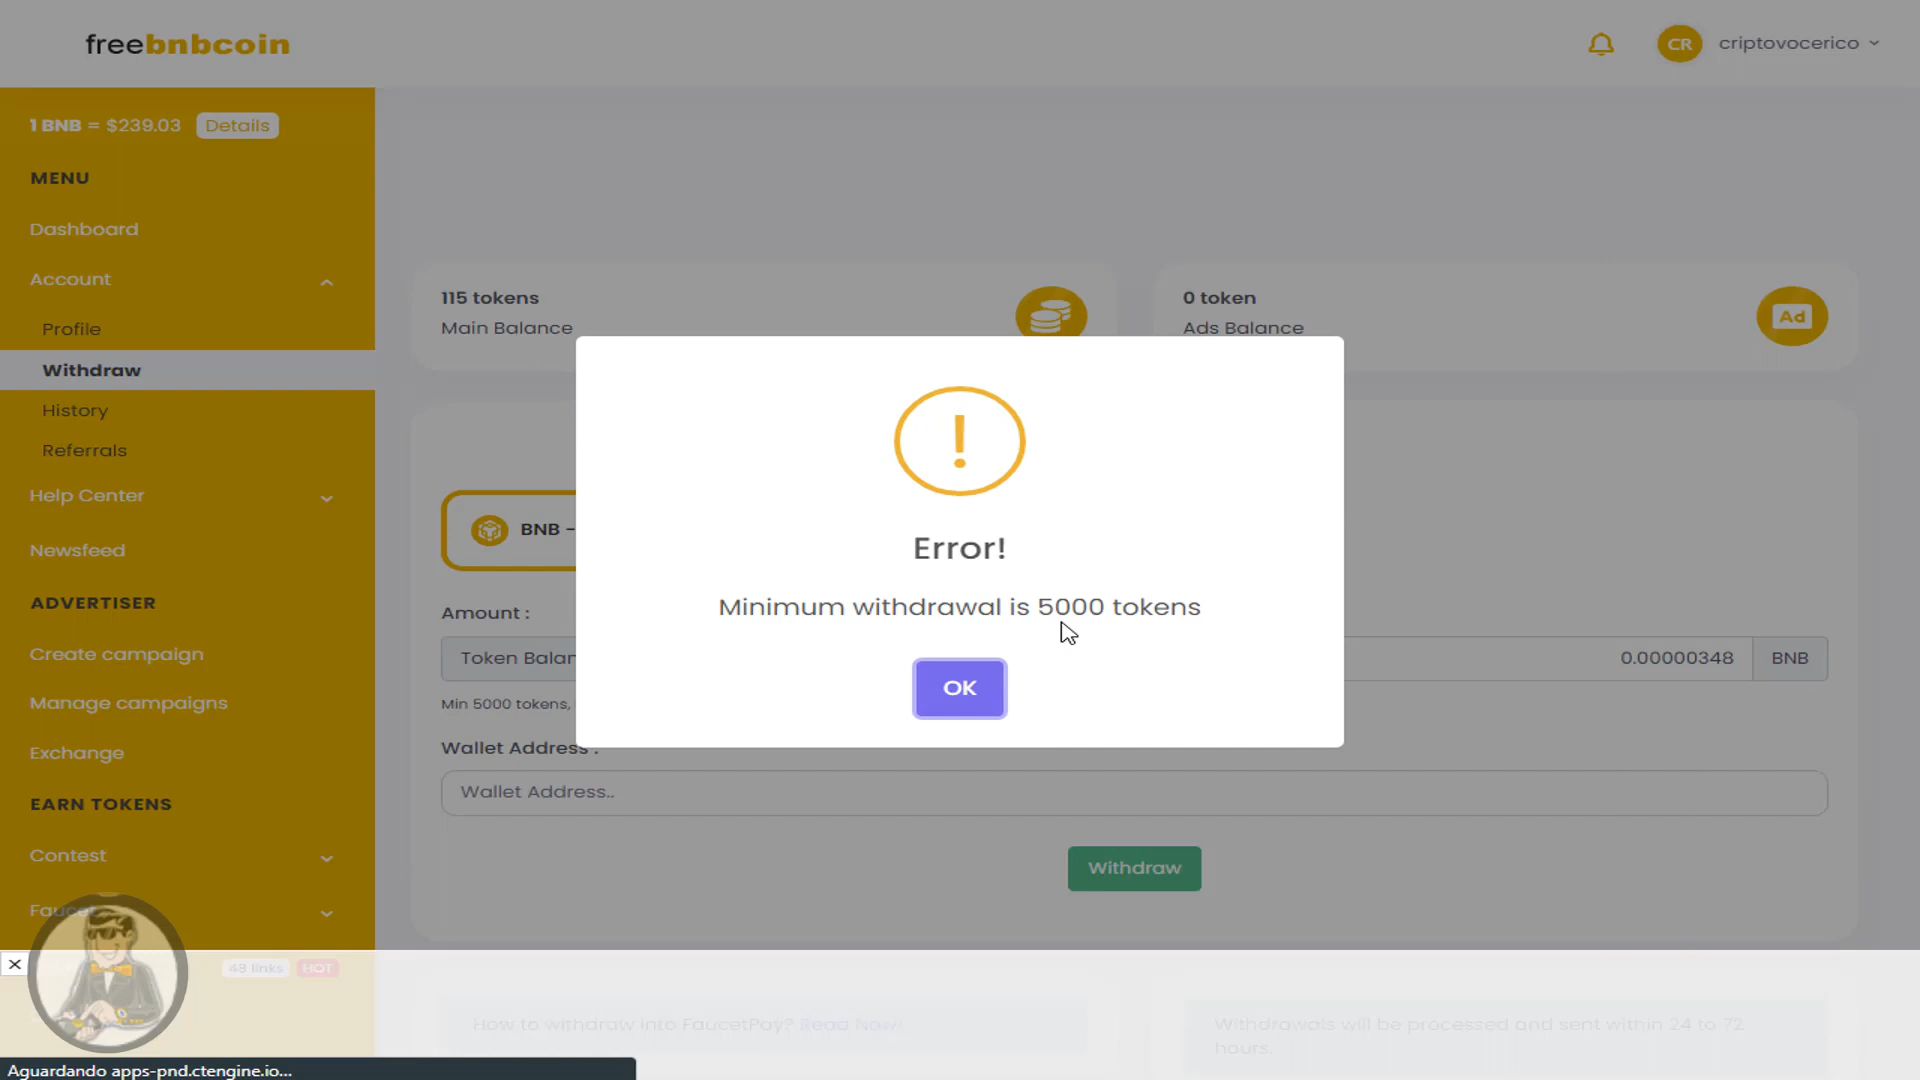 freebnbcoin
CR criptovocerico
1 BNB = $239.03 Details
MENU
Dashboard
Account
Profile
Withdraw
History
Referrals
Help Center
Newsfeed
ADVERTISER
Create campaign
Manage campaigns
Exchange
EARN TOKENS
Contest
Faucet
48 links HOT
115 tokens
Main Balance
0 token
Ads Balance
Ad
BNB -
Amount :
Token Balan
0.00000348 BNB
Min 5000 tokens,
Wallet Address :
Wallet Address..
Withdraw
!
Error!
Minimum withdrawal is 5000 tokens
OK
How to withdraw into FaucetPay? Read Now!
Withdrawals will be processed and sent within 24 to 72
hours.
Aguardando apps-pnd.ctengine.io...